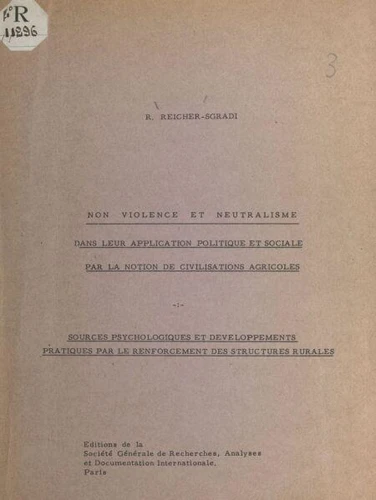 4° R
11296
3
R. REICHER-SGRADI
NON VIOLENCE ET NEUTRALISME
DANS LEUR APPLICATION POLITIQUE ET SOCIALE
PAR LA NOTION DE CIVILISATIONS AGRICOLES
-:-
SOURCES PSYCHOLOGIQUES ET DEVELOPPEMENTS
PRATIQUES PAR LE RENFORCEMENT DES STRUCTURES RURALES
Editions de la
Société Générale de Recherches, Analyses
et Documentation Internationale,
Paris